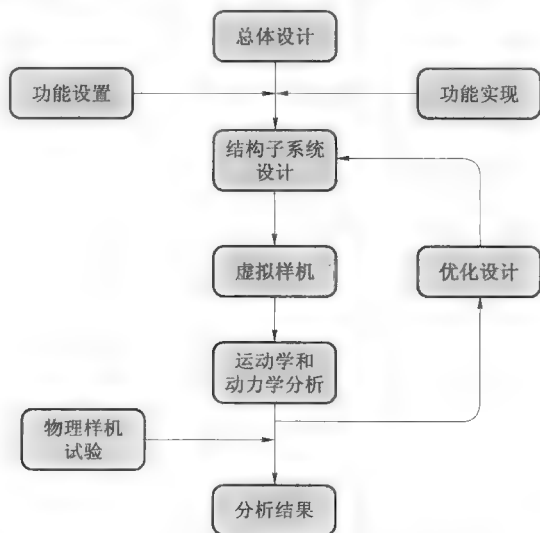 总体设计
功能设置
功能实现
结构子系统
设计
虚拟样机
优化设计
运动学和
动力学分析
物理样机
试验
分析结果